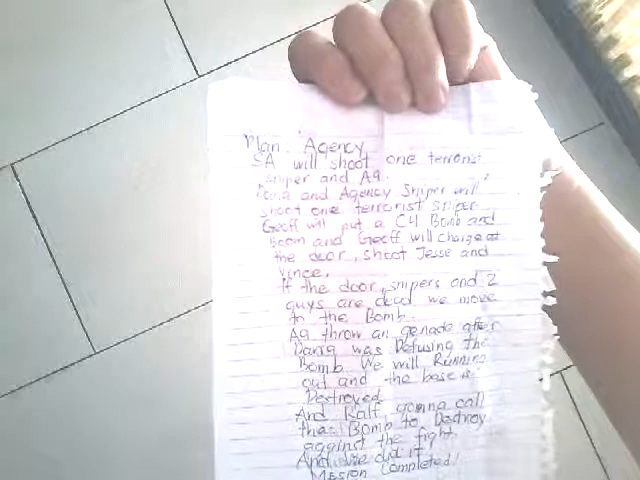 Plan. Agency
SA will shoot one terrorist
sniper and A9.
and Agency Sniper will
shoot one terrorist sniper
Geoff will put a C4 Bomb and
Boom and Geoff will charge at
the door, shoot Jesse and
Vince.
If the door, snipers and 2
guys are dead we move
to the Bomb.
A9 throw an genade after
was Defusing the
Bomb. We will Running
out and the base is
Destroyed
And Ralf gonna call
that Bomb to Destroy
against the fight.
And we did it
Mission Completed!